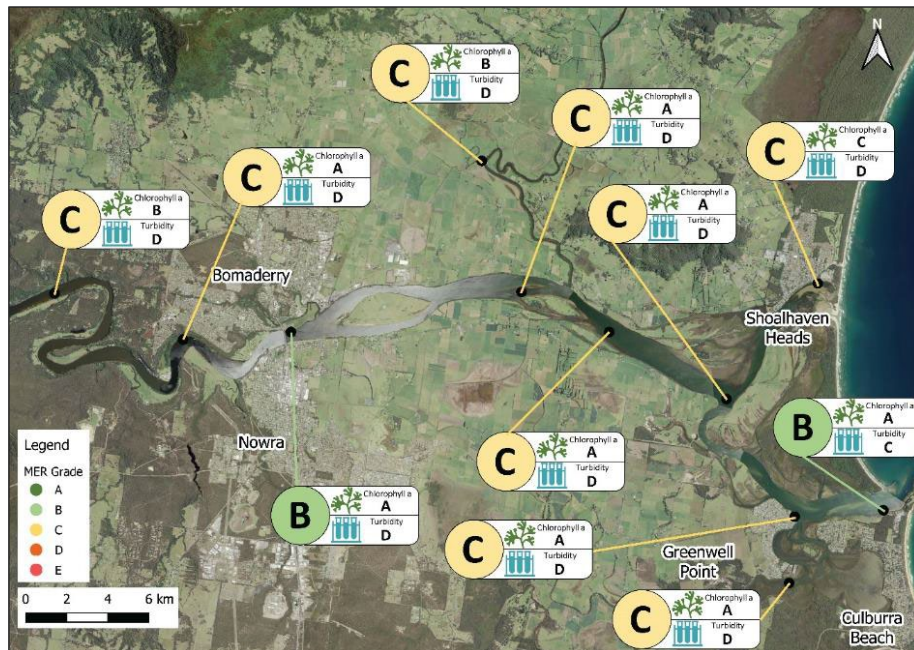 N
C
Chlorophyll a
B
Turbidity
D
C
Chlorophyll a
A
Turbidity
D
C
Chlorophyll a
C
Turbidity
D
C
Chlorophyll a
A
Turbidity
D
C
Chlorophyll a
A
Turbidity
D
C
Chlorophyll a
B
Turbidity
D
Bomaderry
Shoalhaven
Heads
B
Chlorophyll a
A
Turbidity
C
Nowra
C
Chlorophyll a
A
Turbidity
D
B
Chlorophyll a
A
Turbidity
D
C
Chlorophyll a
A
Turbidity
D
Greenwell
Point
C
Chlorophyll a
A
Turbidity
D
Culburra
Beach
Legend
MER Grade
A
B
C
D
E
0 2 4 6 km